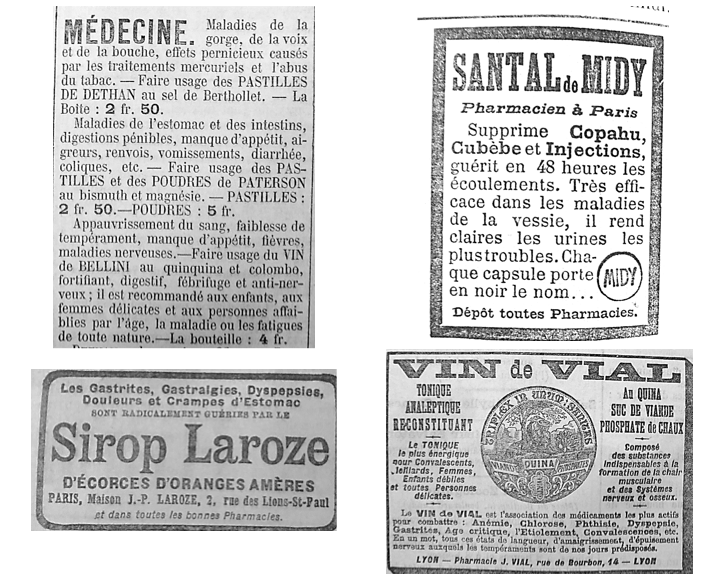 MÉDECINE. Maladies de la
gorge, de la voix
et de la bouche, effets pernicieux causés
par les traitements mercuriels et l'abus
du tabac. — Faire usage des PASTILLES
DE DETHAN au sel de Berthollet. — La
Boîte : 2 fr. 50.
Maladies de l'estomac et des intestins,
digestions pénibles, manque d'appétit, ai-
greurs, renvois, vomissements, diarrhée,
coliques, etc. — Faire usage des PAS-
TILLES et des POUDRES de PATERSON
au bismuth et magnésie. — PASTILLES :
2 fr. 50.—POUDRES : 5 fr.
Appauvrissement du sang, faiblesse de
tempérament, manque d'appétit, fièvres,
maladies nerveuses.—Faire usage du VIN
de BELLINI au quinquina et colombo,
fortifiant, digestif, fébrifuge et anti-ner-
veux ; il est recommandé aux enfants, aux
femmes délicates et aux personnes affai-
blies par l'âge, la maladie ou les fatigues
de toute nature.—La bouteille : 4 fr.
SANTAL de MIDY
Pharmacien à Paris
Supprime Copahu,
Cubèbe et Injections,
guérit en 48 heures les
écoulements. Très effi-
cace dans les maladies
de la vessie, il rend
claires les urines les
plus troubles. Cha-
que capsule porte
en noir le nom...
MIDY
Dépôt toutes Pharmacies.
Les Gastrites, Gastralgies, Dyspepsies,
Douleurs et Crampes d'Estomac
SONT RADICALEMENT GUÉRIES PAR LE
Sirop Laroze
D'ÉCORCES D'ORANGES AMÈRES
PARIS, Maison J.-P. LAROZE, 2, rue des Lions-St-Paul
et dans toutes les bonnes Pharmacies.
VIN de VIAL
TONIQUE
ANALEPTIQUE
RECONSTITUANT
Le TONIQUE
le plus énergique
pour Convalescents,
Vieillards, Femmes,
Enfants débiles
et toutes Personnes
délicates.
TRIPLEX IN UNUM
QUINA
VIANDE
PHOSPHATES
AU QUINA
SUC DE VIANDE
PHOSPHATE de CHAUX
Composé
des substances
indispensables à la
formation de la chair
musculaire
et des Systèmes
nerveux et osseux.
Le VIN de VIAL est l'association des médicaments les plus actifs
pour combattre : Anémie, Chlorose, Phthisie, Dyspepsie,
Gastrites, Age critique, l'Etiolement, Convalescences, etc.
En un mot, tous ces états de langueur, d'amaigrissement, d'épuisement
nerveux auxquels les tempéraments sont de nos jours prédisposés.
LYON — Pharmacie J. VIAL, rue de Bourbon, 14 — LYON